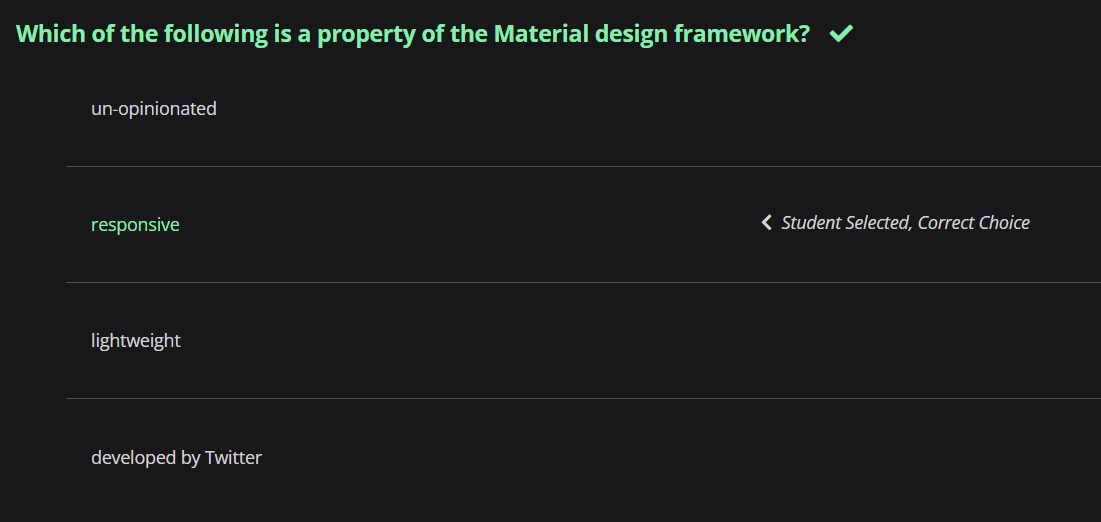 Which of the following is a property of the Material design framework?
un-opinionated
responsive
Student Selected, Correct Choice
lightweight
developed by Twitter